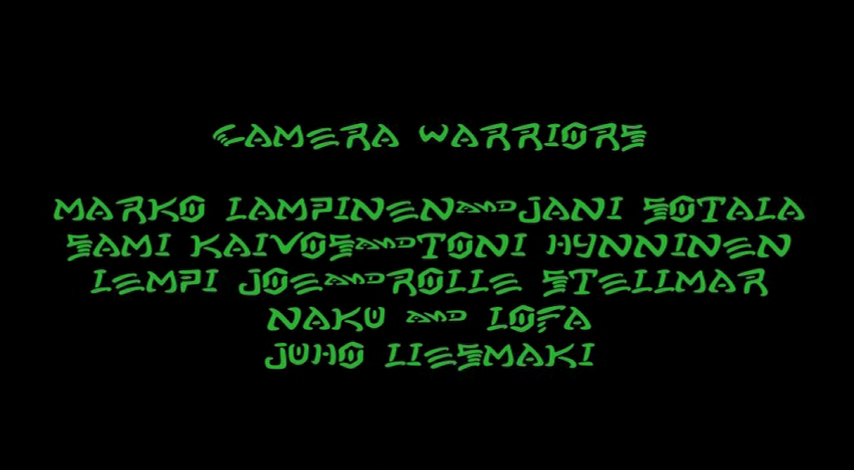 CAMERA WARRIORS
MARKO LAMPINEN AND JANI SOTALA
SAMI KAIVOS AND TONI HYNNINEN
LEMPI JOE AND ROLLE STELLMAR
NAKU AND LOFA
JUHO LIESMAKI